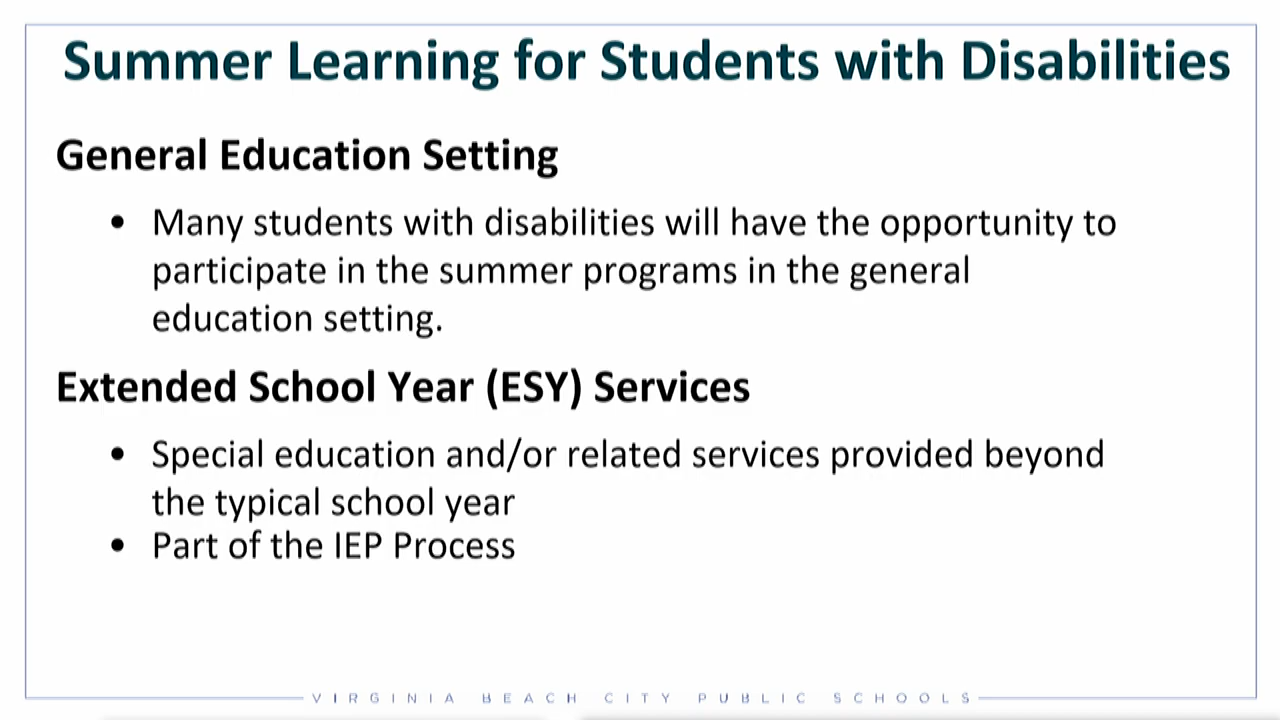 Summer Learning for Students with Disabilities
General Education Setting
• Many students with disabilities will have the opportunity to
participate in the summer programs in the general
education setting.
Extended School Year (ESY) Services
• Special education and/or related services provided beyond
the typical school year
• Part of the IEP Process
VIRGINIA BEACH CITY PUBLIC SCHOOLS